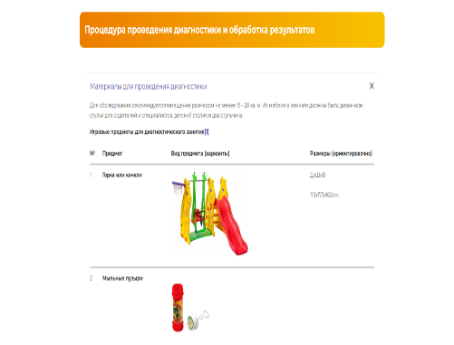 Процедура проведения диагностики и обработка результатов
Материалы для проведения диагностики X
Для обследования рекомендуется помещение размером не менее 15 - 20 кв. м. Из мебели в комнате должны быть диван или
стулья для родителей и специалистов, детский столик и два стульчика.
Игровые предметы для диагностического занятия[1]
№ Предмет Вид предмета (варианты) Размеры (ориентировочно)
1 Горка или качели ДхШхВ
2 Мыльные пузыри